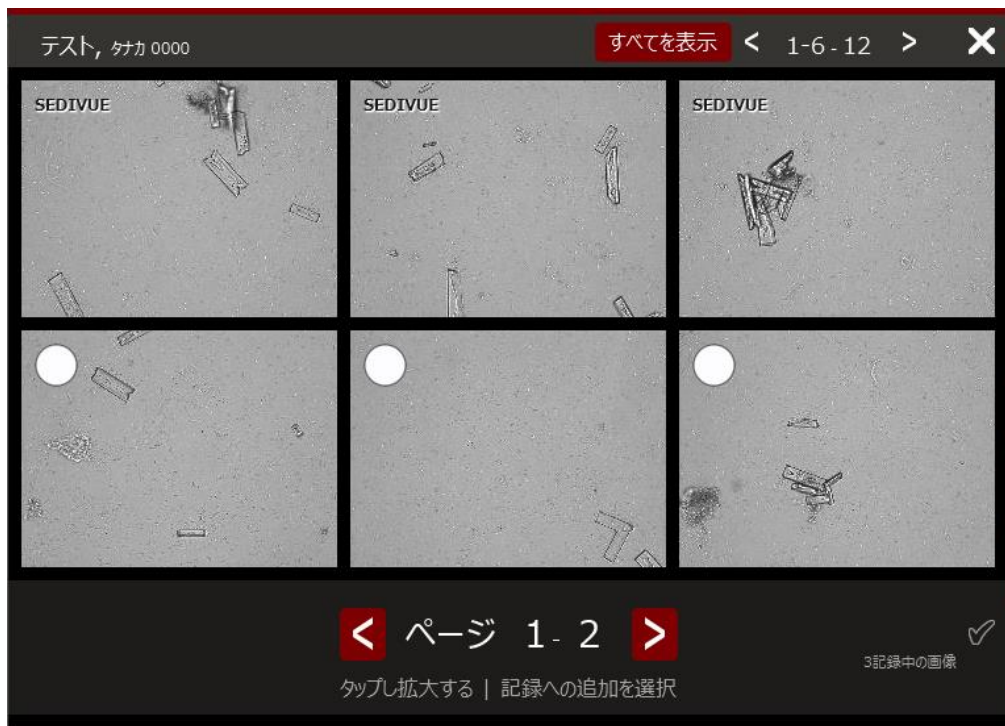 テスト, タナカ 0000
すべてを表示 < 1-6 - 12 >
SEDIVUE
SEDIVUE
SEDIVUE
< ページ 1 - 2 >
3記録中の画像
タップし拡大する | 記録への追加を選択